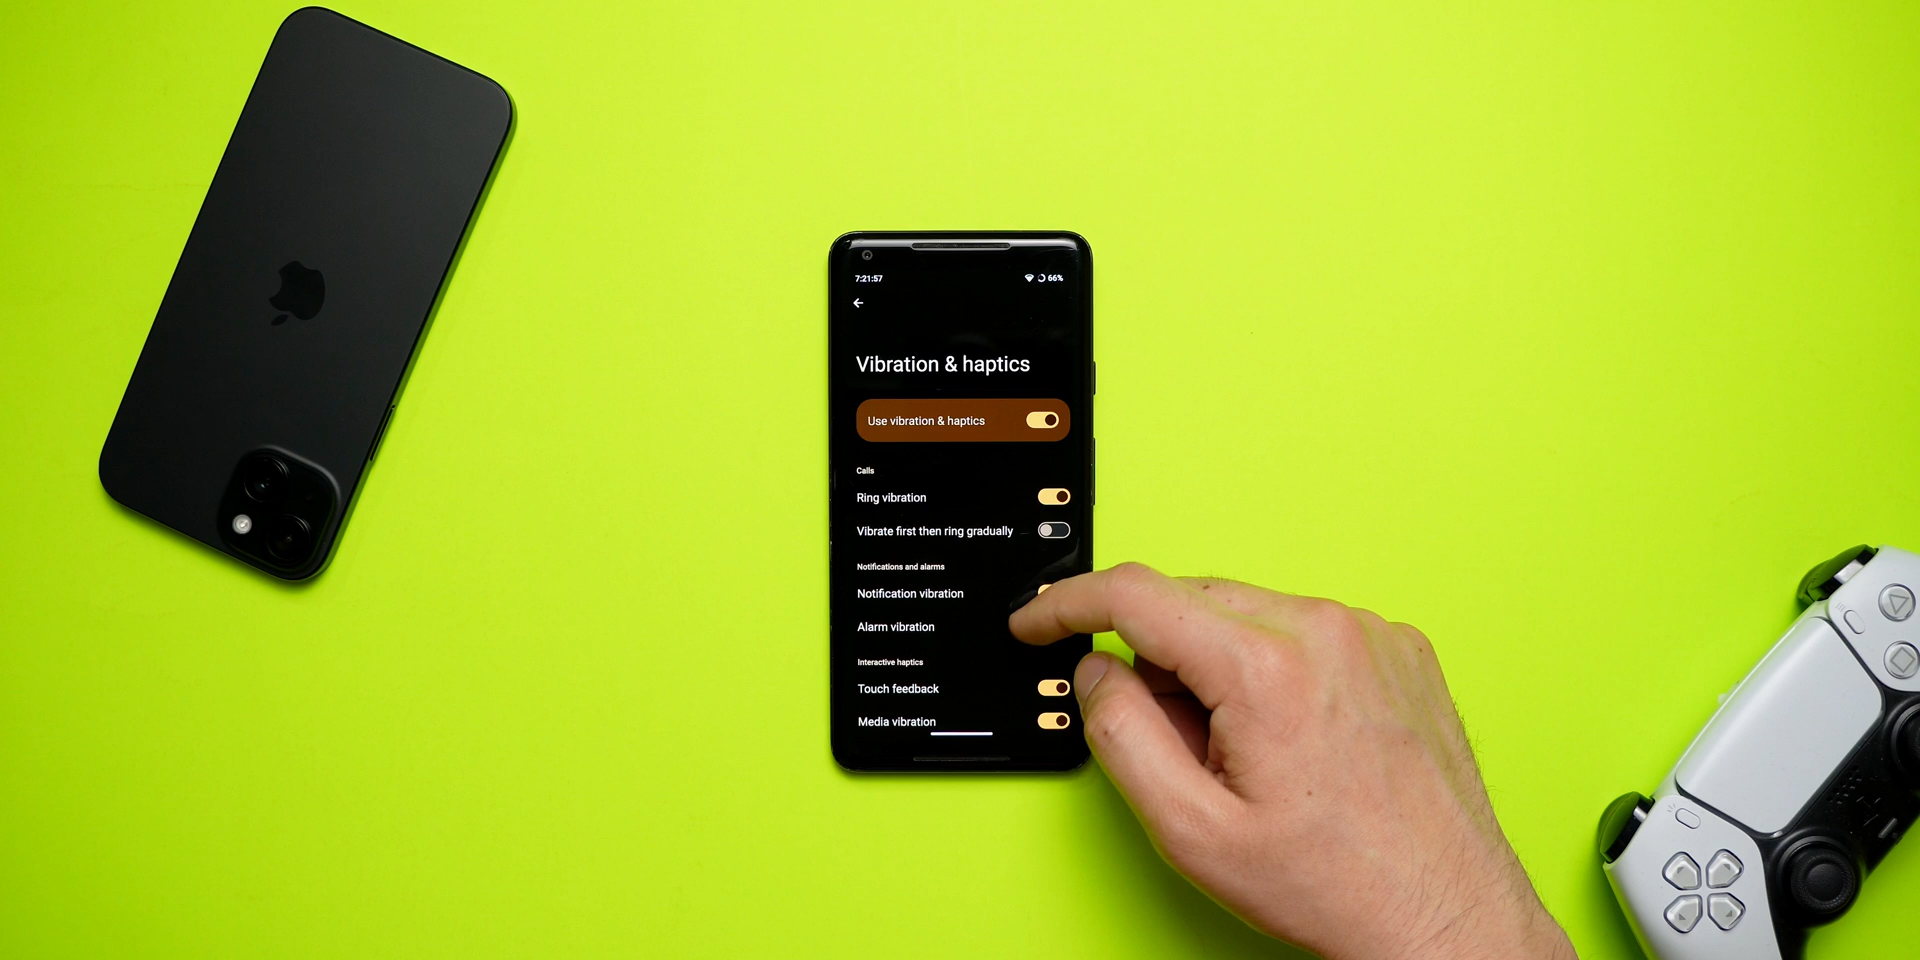 7:21:57 66%
Vibration & haptics
Use vibration & haptics
Calls
Ring vibration
Vibrate first then ring gradually
Notifications and alarms
Notification vibration
Alarm vibration
Interactive haptics
Touch feedback
Media vibration